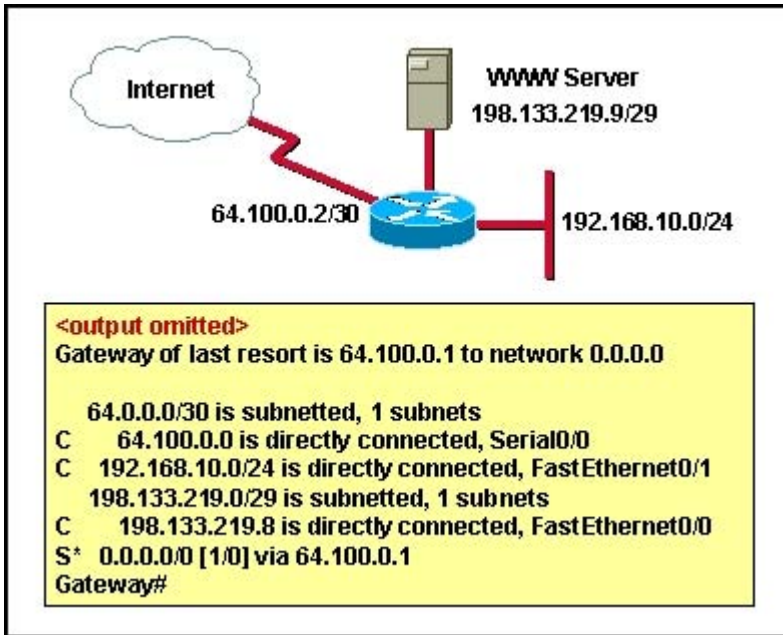 Internet
WWW Server
198.133.219.9/29
64.100.0.2/30
192.168.10.0/24
<output omitted>
Gateway of last resort is 64.100.0.1 to network 0.0.0.0
64.0.0.0/30 is subnetted, 1 subnets
C 64.100.0.0 is directly connected, Serial0/0
C 192.168.10.0/24 is directly connected, FastEthernet0/1
198.133.219.0/29 is subnetted, 1 subnets
C 198.133.219.8 is directly connected, FastEthernet0/0
S* 0.0.0.0/0 [1/0] via 64.100.0.1
Gateway#